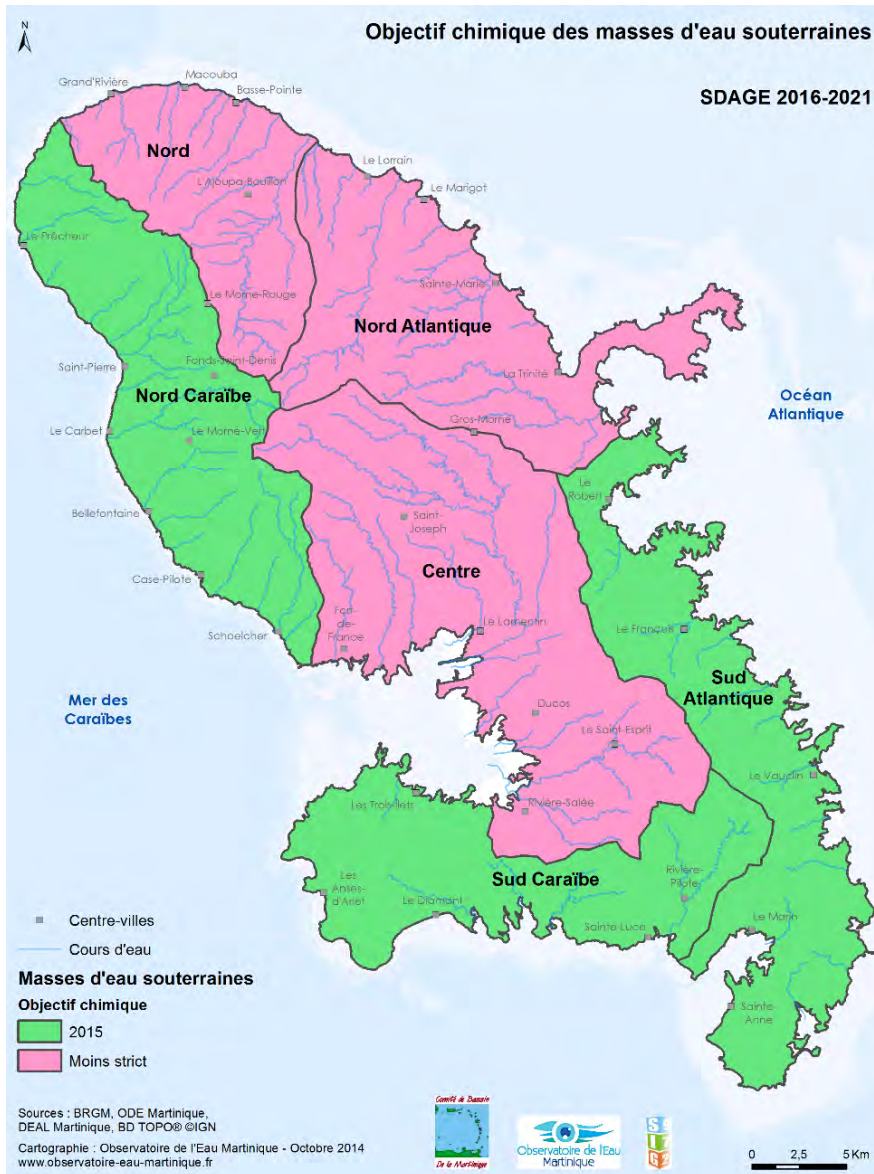 N
Objectif chimique des masses d'eau souterraines
SDAGE 2016-2021
Grand'Rivière
Macouba
Basse-Pointe
Nord
L'Ajoupa-Bouillon
Le Lorrain
Le Marigot
Le Prêcheur
Sainte-Marie
Le Morne-Rouge
Nord Atlantique
Saint-Pierre
Fonds-Saint-Denis
La Trinité
Nord Caraïbe
Océan
Atlantique
Le Carbet
Le Morne-Vert
Gros-Morne
Le
Robert
Bellefontaine
Saint-
Joseph
Centre
Case-Pilote
Fort-
de-
France
Schoelcher
Le Lamentin
Le François
Sud
Atlantique
Mer des
Caraïbes
Ducos
Le Saint-Esprit
Le Vauclin
Les Trois-Ilets
Rivière-Salée
Sud Caraïbe
Les
Anses-
d'Arlet
Le Diamant
Rivière-
Pilote
Sainte-Luce
Le Marin
Sainte-
Anne
Centre-villes
Cours d'eau
Masses d'eau souterraines
Objectif chimique
2015
Moins strict
Sources : BRGM, ODE Martinique,
DEAL Martinique, BD TOPO® ©IGN
Cartographie : Observatoire de l'Eau Martinique - Octobre 2014
www.observatoire-eau-martinique.fr
Comité de Bassin
De la Martinique
Observatoire de l'Eau
Martinique
0 2,5 5 Km